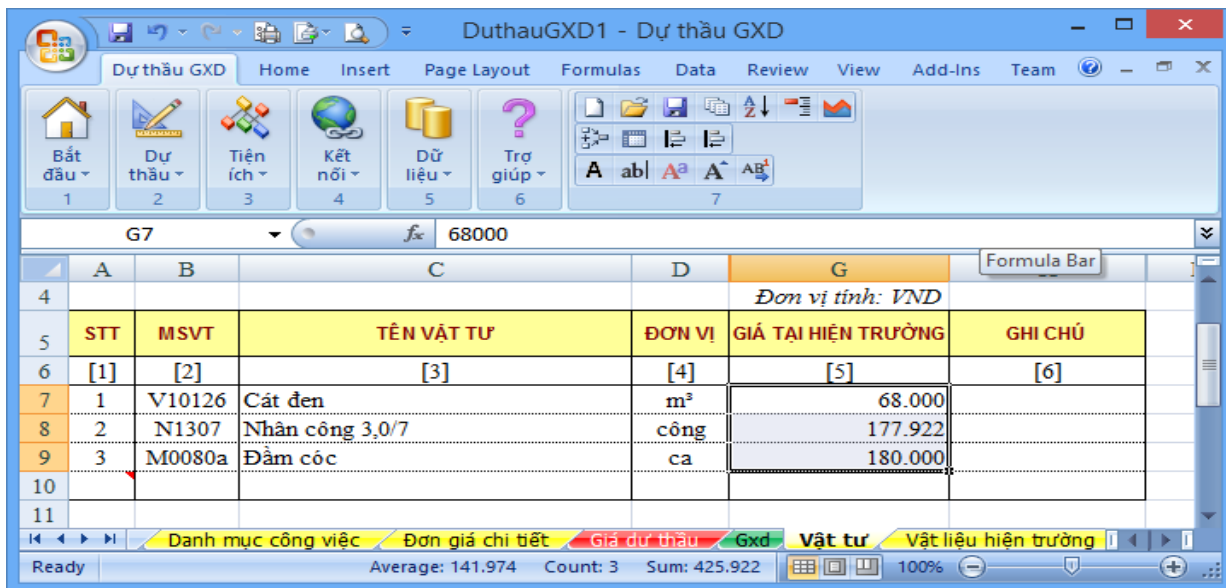 DuthauGXD1 - Dự thầu GXD
Dự thầu GXD Home Insert Page Layout Formulas Data Review View Add-Ins Team
Bắt đầu Dự thầu Tiện ích Kết nối Dữ liệu Trợ giúp
A ab| Aa A AB1
1 2 3 4 5 6 7
G7 fx 68000
Formula Bar
A B C D G
4 Đơn vị tính: VND
5 STT MSVT TÊN VẬT TƯ ĐƠN VỊ GIÁ TẠI HIỆN TRƯỜNG GHI CHÚ
6 [1] [2] [3] [4] [5] [6]
7 1 V10126 Cát đen m³ 68.000
8 2 N1307 Nhân công 3,0/7 công 177.922
9 3 M0080a Đầm cóc ca 180.000
10
11
Danh mục công việc Đơn giá chi tiết Giá dự thầu Gxd Vật tư Vật liệu hiện trường
Ready Average: 141.974 Count: 3 Sum: 425.922 100%